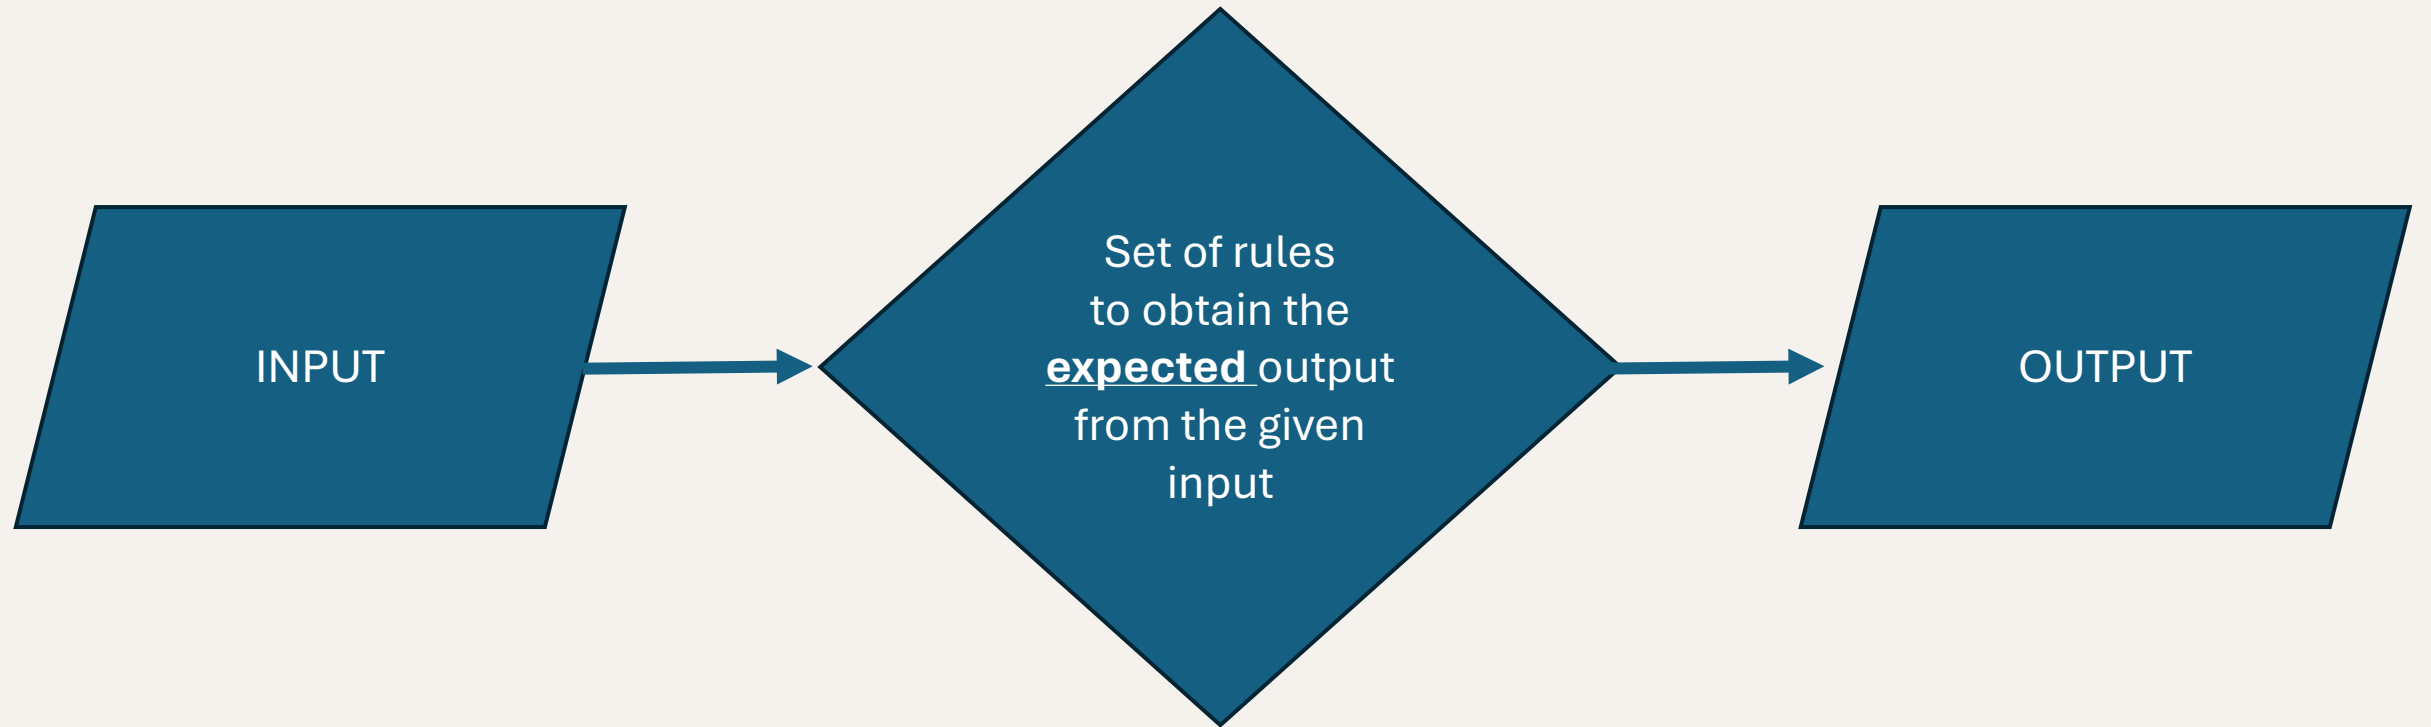 INPUT
Set of rules
to obtain the
expected output
from the given
input
OUTPUT